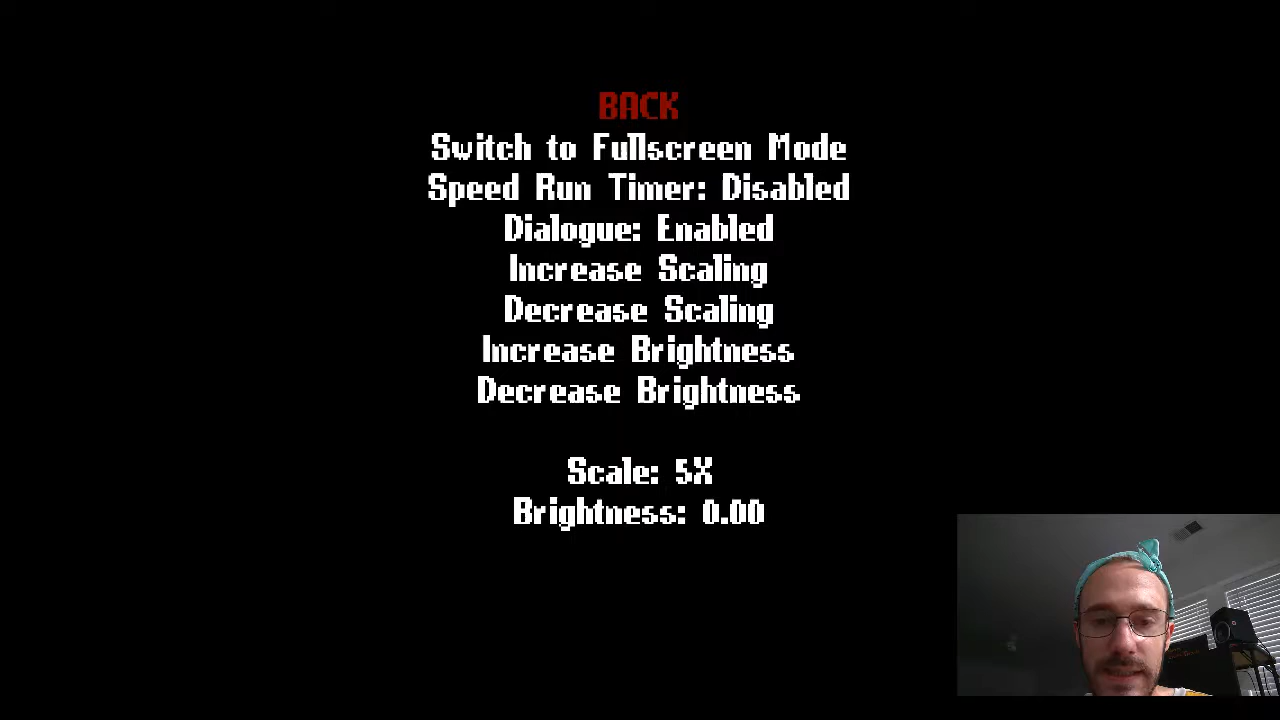 BACK
Switch to Fullscreen Mode
Speed Run Timer: Disabled
Dialogue: Enabled
Increase Scaling
Decrease Scaling
Increase Brightness
Decrease Brightness
Scale: 5X
Brightness: 0.00